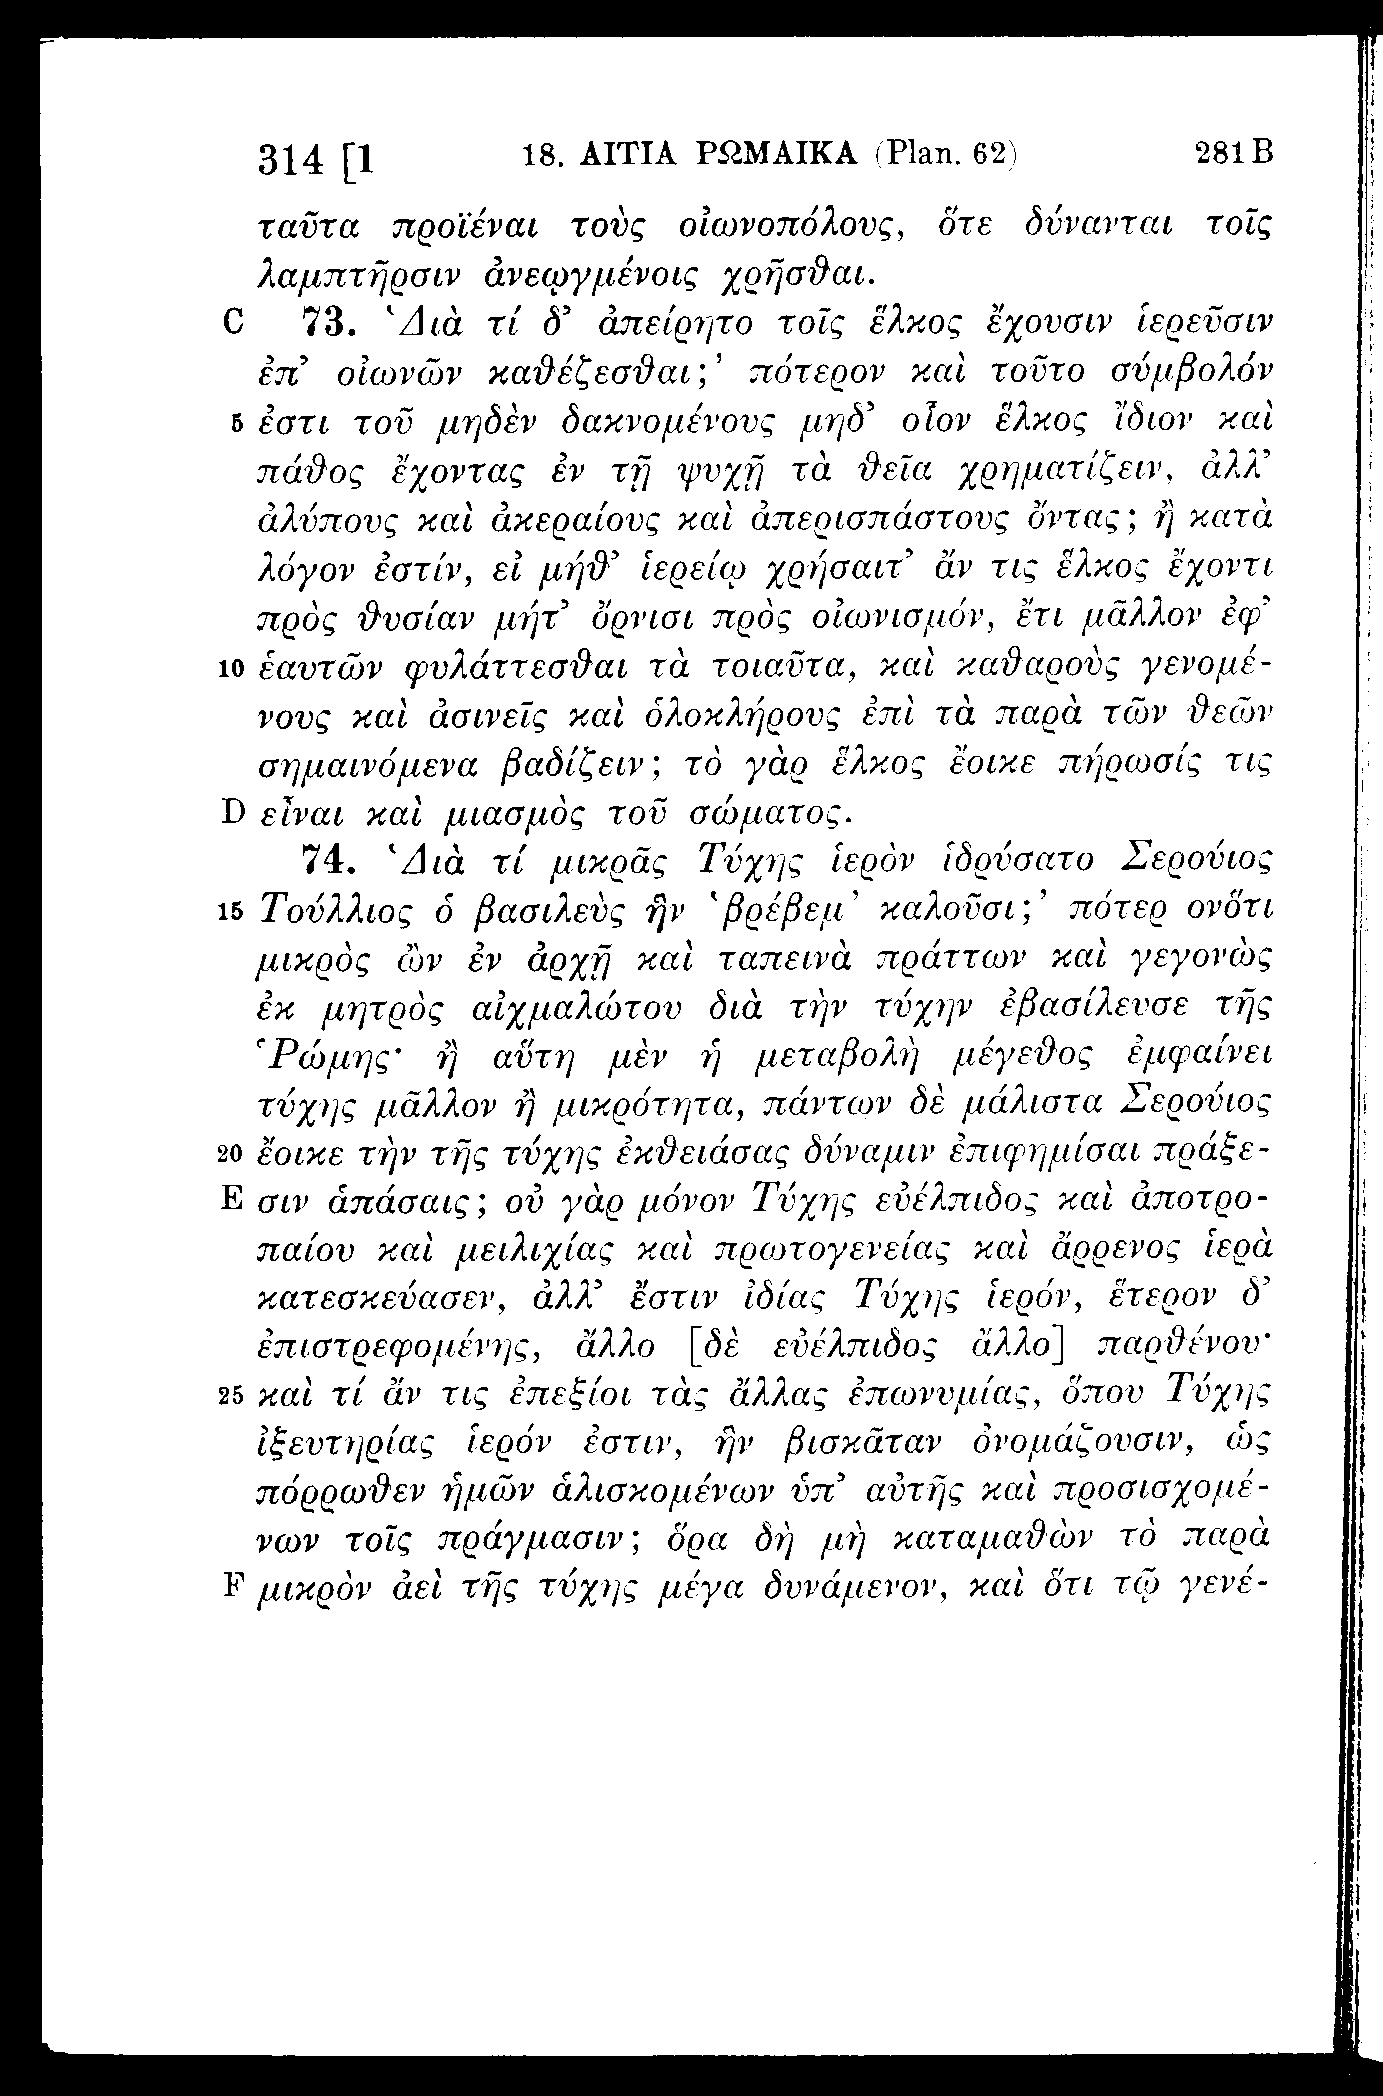 314 [1 18. ΑΙΤΙΑ ΡΩΜΑΙΚΑ (Plan. 62) 281 B
ταῦτα προϊέναι τοὺς οἰωνοπόλους, ὅτε δύνανται τοῖς
λαμπτῆρσιν ἀνεῳγμένοις χρῆσθαι.
C 73. ‘Διὰ τί δ’ ἀπείρητο τοῖς ἕλκος ἔχουσιν ἱερεῦσιν
ἐπ’ οἰωνῶν καθέζεσθαι;’ πότερον καὶ τοῦτο σύμβολόν
5 ἐστι τοῦ μηδὲν δακνομένους μηδ’ οἷον ἕλκος ἴδιον καὶ
πάθος ἔχοντας ἐν τῇ ψυχῇ τὰ θεῖα χρηματίζειν, ἀλλ’
ἀλύπους καὶ ἀκεραίους καὶ ἀπερισπάστους ὄντας; ἢ κατὰ
λόγον ἐστίν, εἰ μήθ’ ἱερείῳ χρήσαιτ’ ἄν τις ἕλκος ἔχοντι
πρὸς θυσίαν μήτ’ ὄρνισι πρὸς οἰωνισμόν, ἔτι μᾶλλον ἐφ’
10 ἑαυτῶν φυλάττεσθαι τὰ τοιαῦτα, καὶ καθαροὺς γενομέ-
νους καὶ ἀσινεῖς καὶ ὁλοκλήρους ἐπὶ τὰ παρὰ τῶν θεῶν
σημαινόμενα βαδίζειν; τὸ γὰρ ἕλκος ἔοικε πήρωσίς τις
D εἶναι καὶ μιασμὸς τοῦ σώματος.
74. ‘Διὰ τί μικρᾶς Τύχης ἱερὸν ἱδρύσατο Σερούιος
15 Τούλλιος ὁ βασιλεὺς ἣν ‘βρέβεμ’ καλοῦσι;’ πότερ ονὅτι
μικρὸς ὢν ἐν ἀρχῇ καὶ ταπεινὰ πράττων καὶ γεγονὼς
ἐκ μητρὸς αἰχμαλώτου διὰ τὴν τύχην ἐβασίλευσε τῆς
Ῥώμης· ἢ αὕτη μὲν ἡ μεταβολὴ μέγεθος ἐμφαίνει
τύχης μᾶλλον ἢ μικρότητα, πάντων δὲ μάλιστα Σερούιος
20 ἔοικε τὴν τῆς τύχης ἐκθειάσας δύναμιν ἐπιφημίσαι πράξε-
E σιν ἁπάσαις; οὐ γὰρ μόνον Τύχης εὐέλπιδος καὶ ἀποτρο-
παίου καὶ μειλιχίας καὶ πρωτογενείας καὶ ἄρρενος ἱερὰ
κατεσκεύασεν, ἀλλ’ ἔστιν ἰδίας Τύχης ἱερόν, ἕτερον δ’
ἐπιστρεφομένης, ἄλλο [δὲ εὐέλπιδος ἄλλο] παρθένου·
25 καὶ τί ἄν τις ἐπεξίοι τὰς ἄλλας ἐπωνυμίας, ὅπου Τύχης
ἰξευτηρίας ἱερόν ἐστιν, ἣν βισκᾶταν ὀνομάζουσιν, ὡς
πόρρωθεν ἡμῶν ἁλισκομένων ὑπ’ αὐτῆς καὶ προσισχομέ-
νων τοῖς πράγμασιν; ὅρα δὴ μὴ καταμαθὼν τὸ παρὰ
F μικρὸν ἀεὶ τῆς τύχης μέγα δυνάμενον, καὶ ὅτι τῷ γενέ-